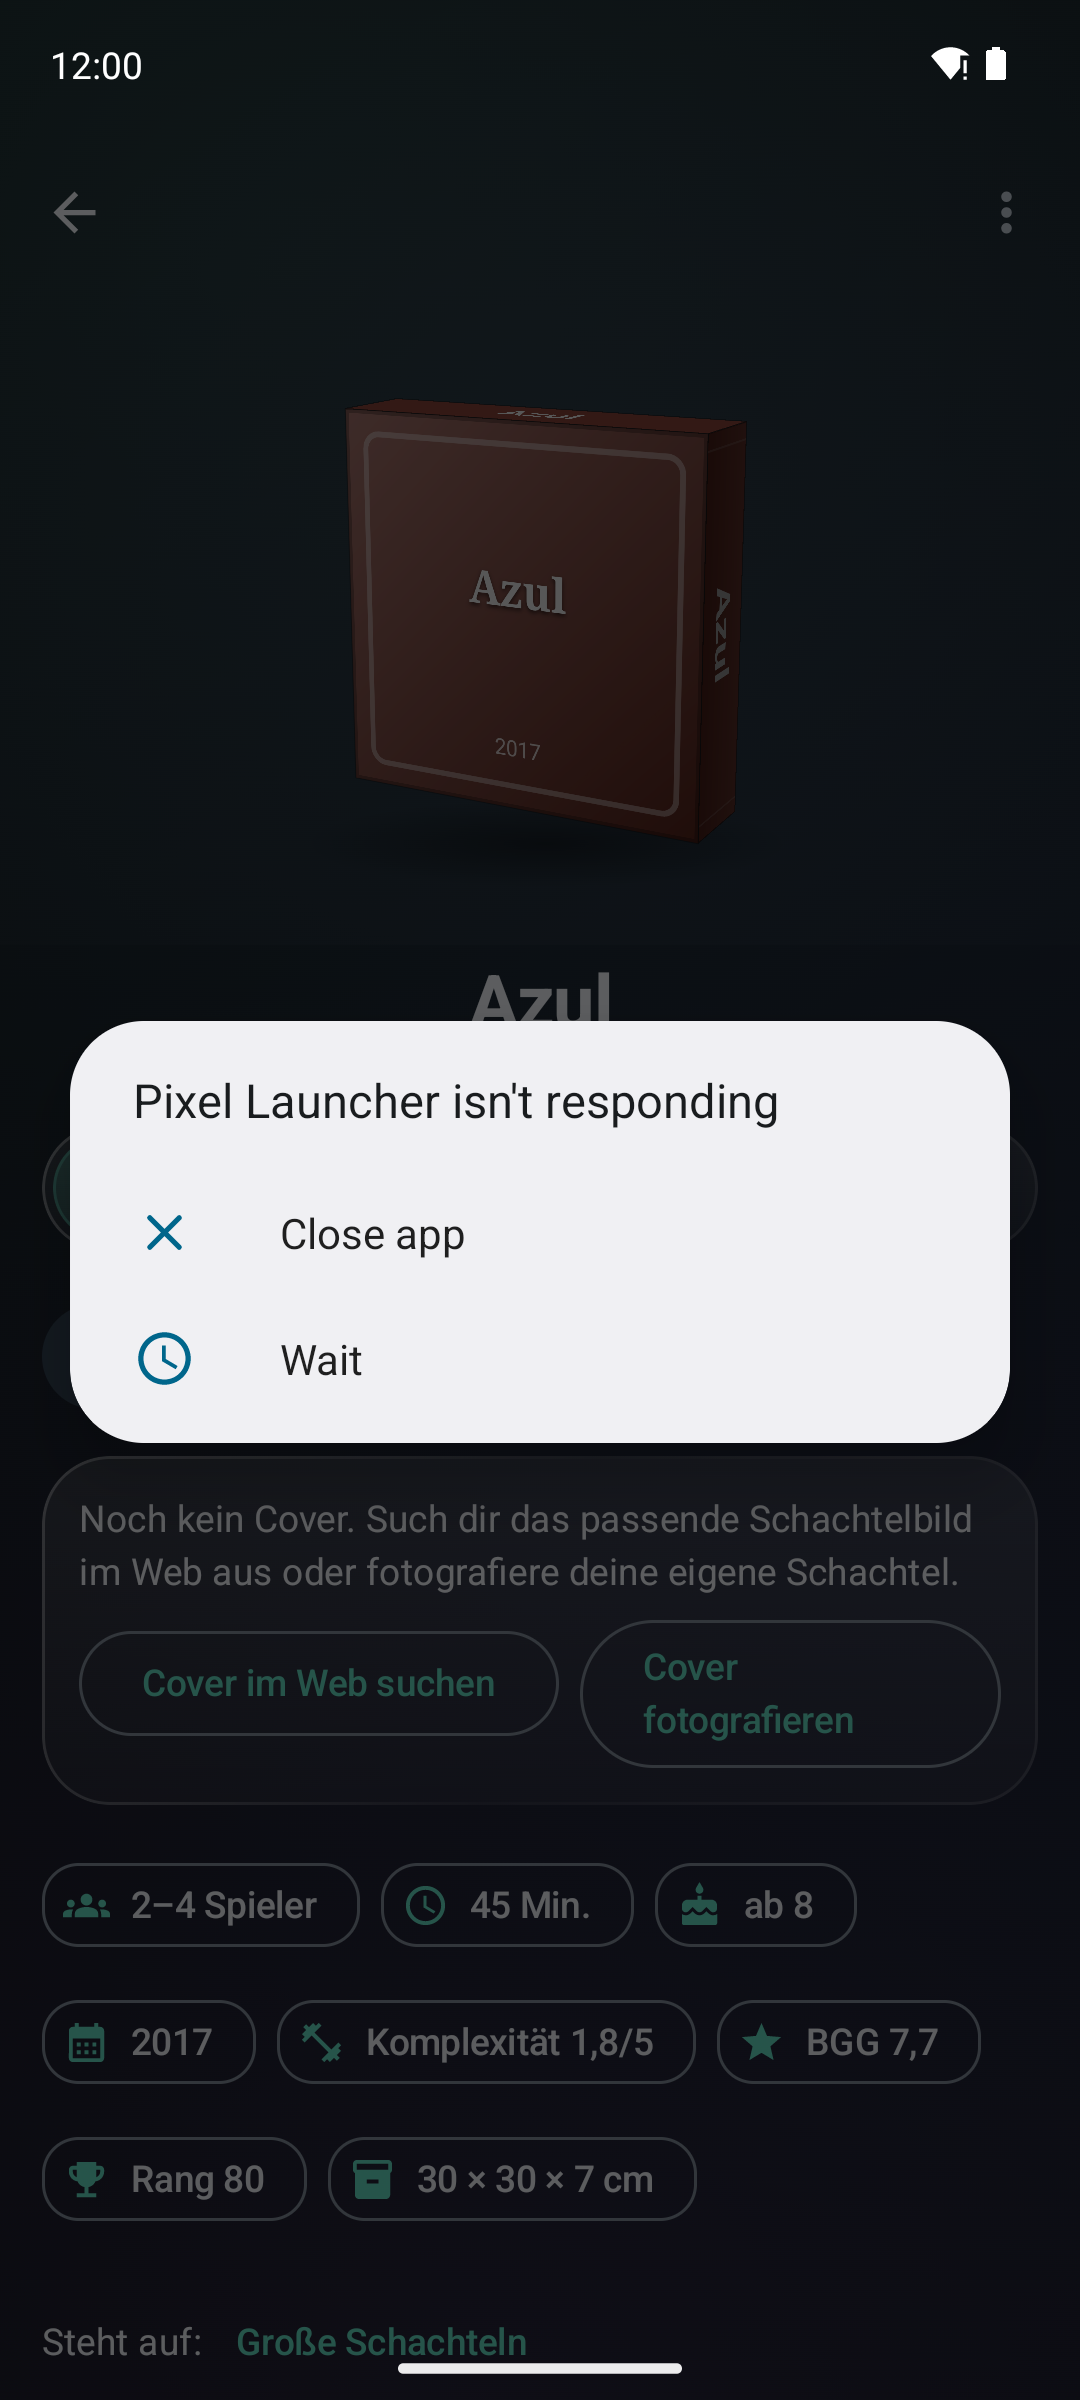 12:00
Azul
Azul
Azul
2017
Azul
Pixel Launcher isn't responding
Close app
Wait
Noch kein Cover. Such dir das passende Schachtelbild
im Web aus oder fotografiere deine eigene Schachtel.
Cover im Web suchen
Cover
fotografieren
2–4 Spieler
45 Min.
ab 8
2017
Komplexität 1,8/5
BGG 7,7
Rang 80
30 × 30 × 7 cm
Steht auf: Große Schachteln